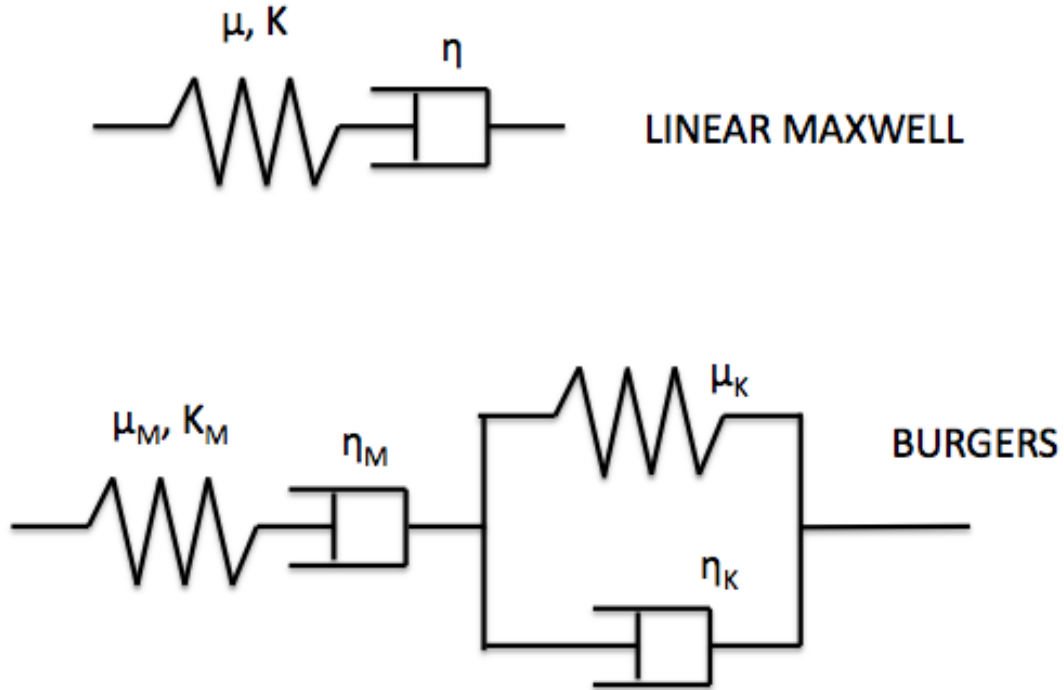 μ, K
η
LINEAR MAXWELL
μK
μM, KM
ηM
BURGERS
ηK